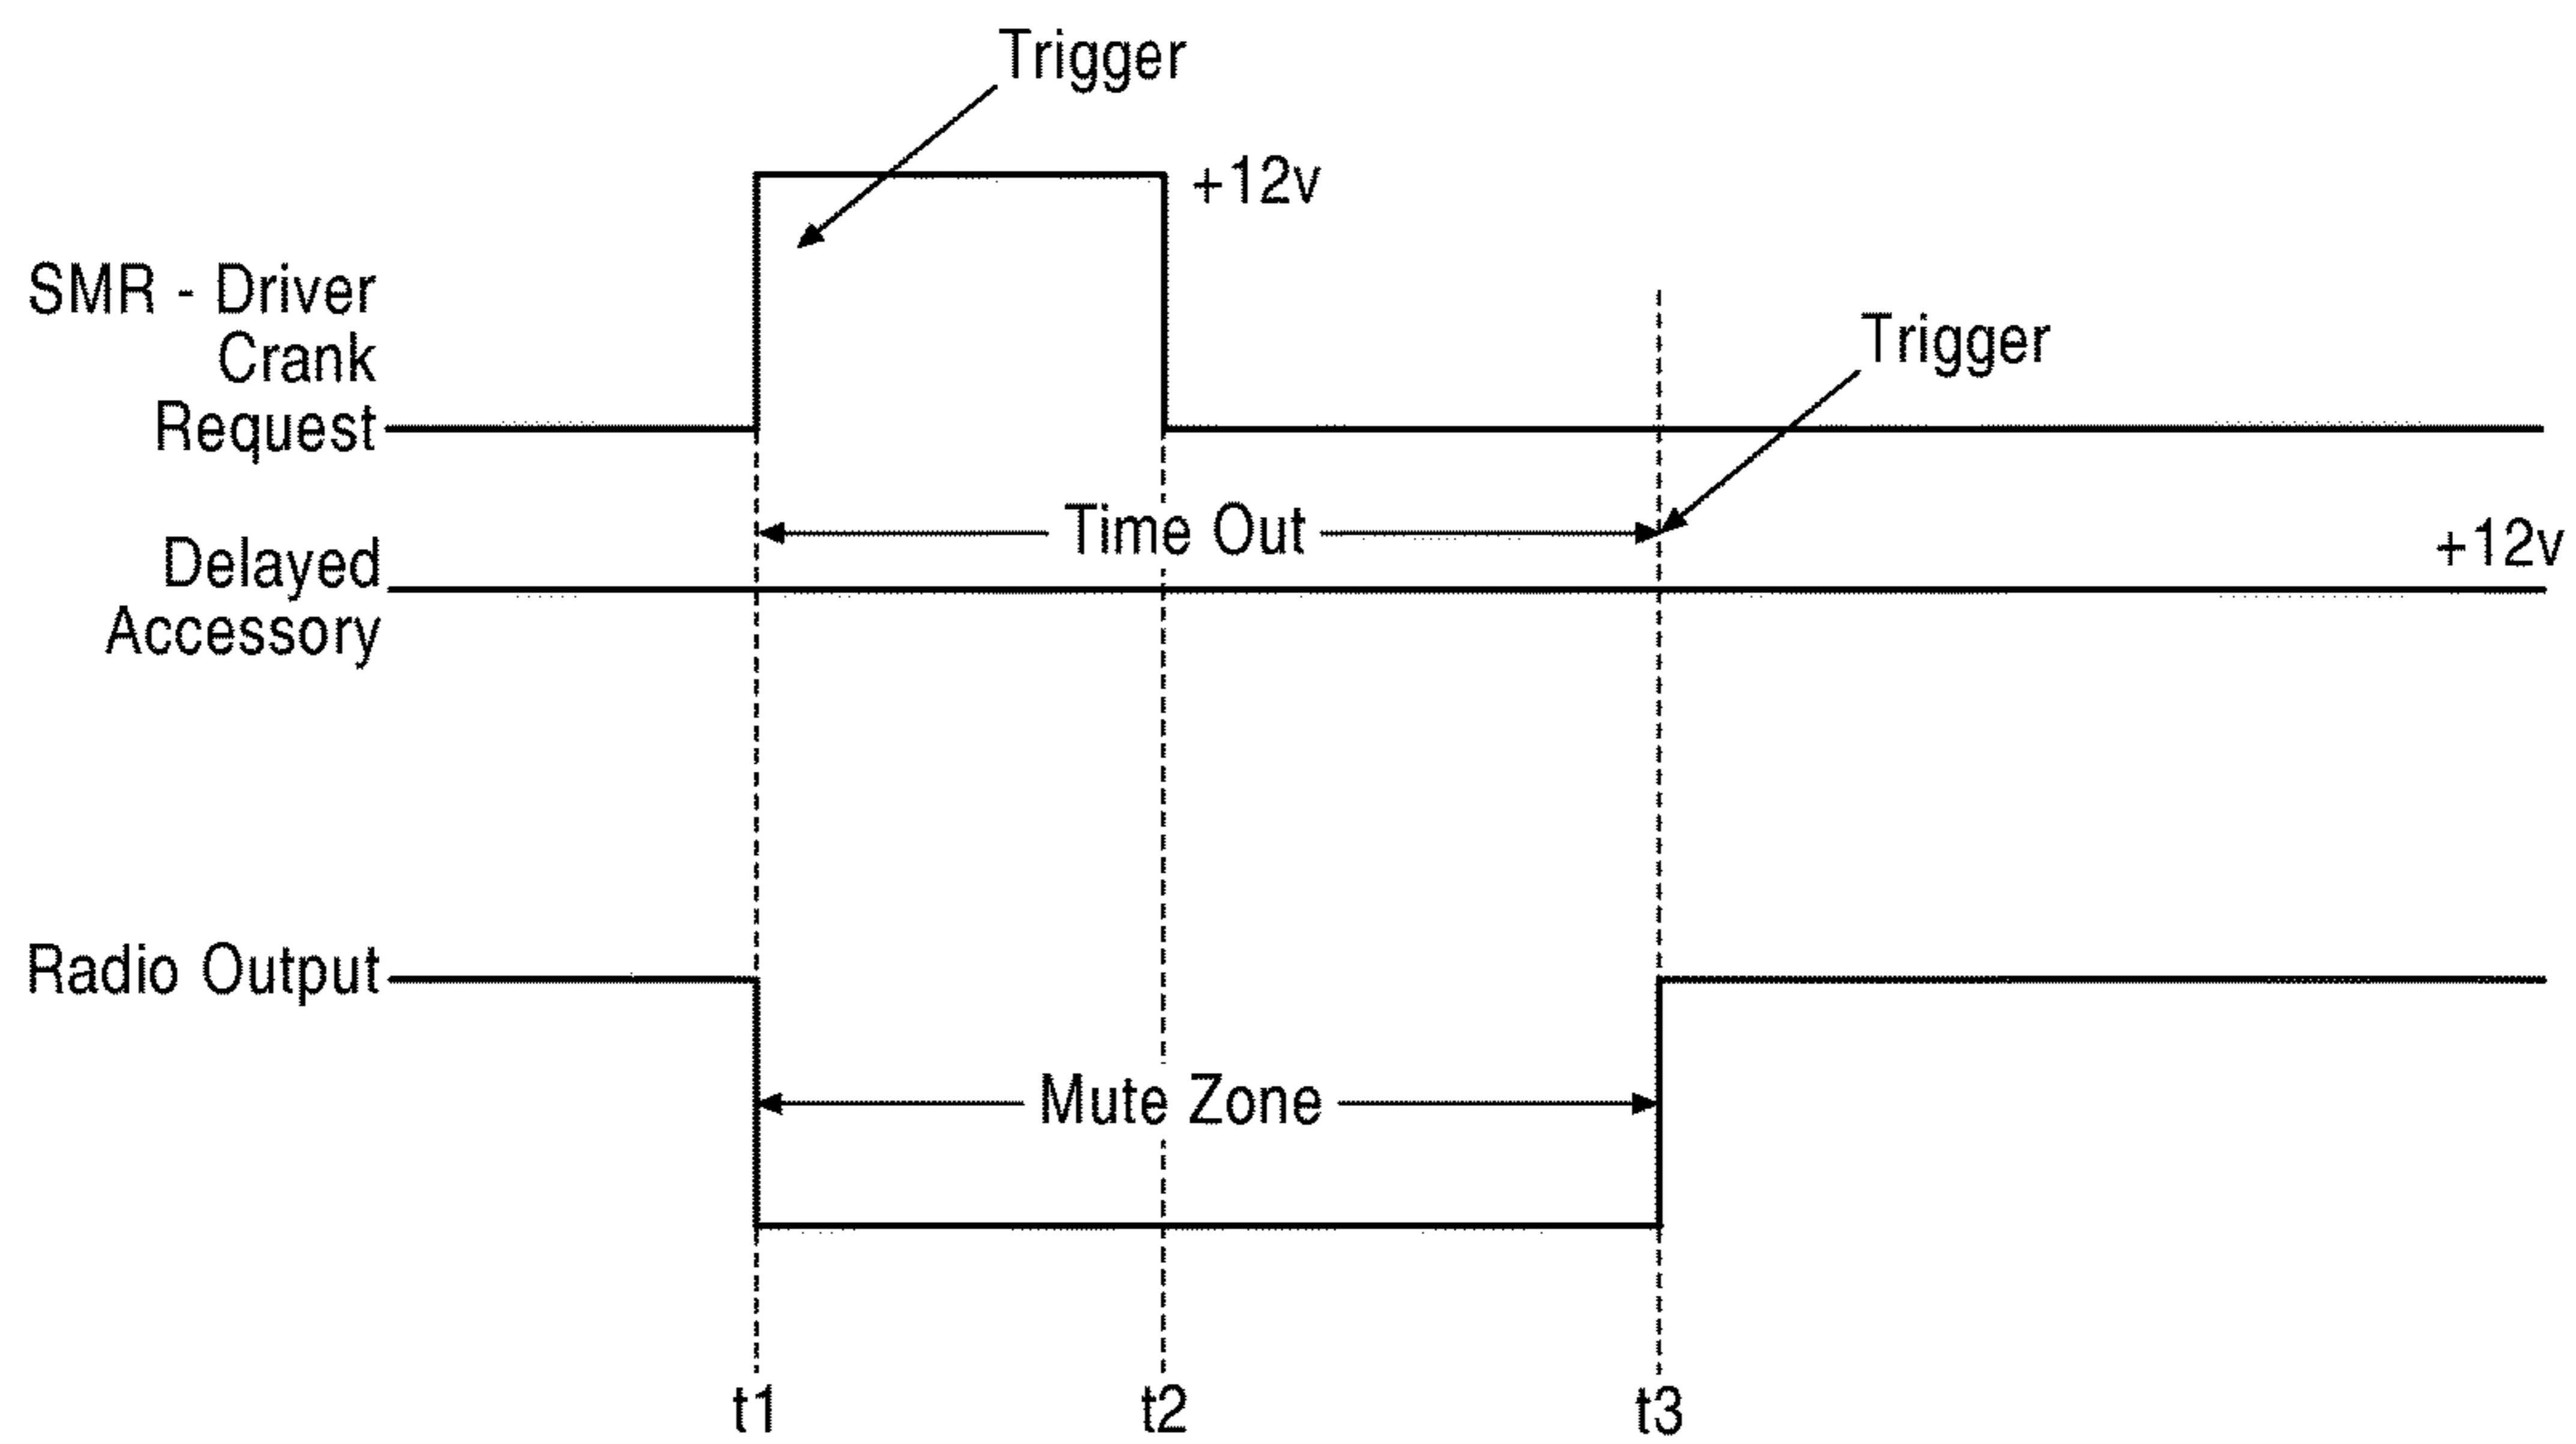 Trigger
+12v
SMR - Driver
Crank
Request
Trigger
Time Out
+12v
Delayed
Accessory
Radio Output
Mute Zone
t1
t2
t3